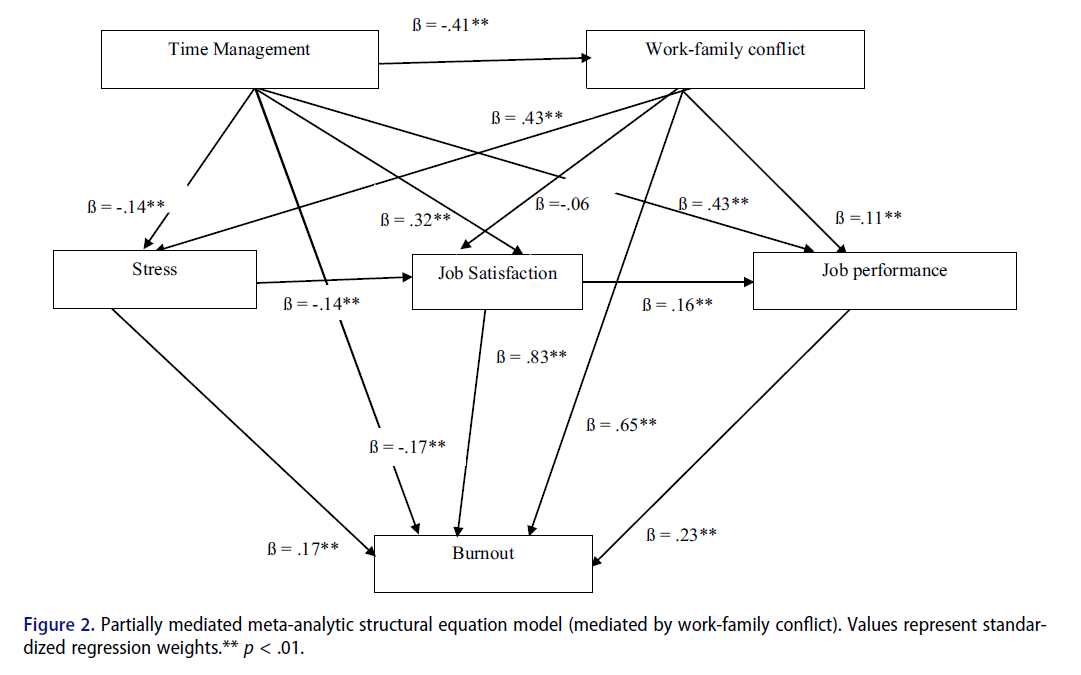 ß = -.41**
Time Management
Work-family conflict
ß = .43**
ß = -.14**
ß = .32**
ß =-.06
ß = .43**
ß =.11**
Stress
Job Satisfaction
Job performance
ß = -.14**
ß = .16**
ß = .83**
ß = .65**
ß = -.17**
ß = .17**
ß = .23**
Burnout
Figure 2. Partially mediated meta-analytic structural equation model (mediated by work-family conflict). Values represent standar-
dized regression weights.** p < .01.